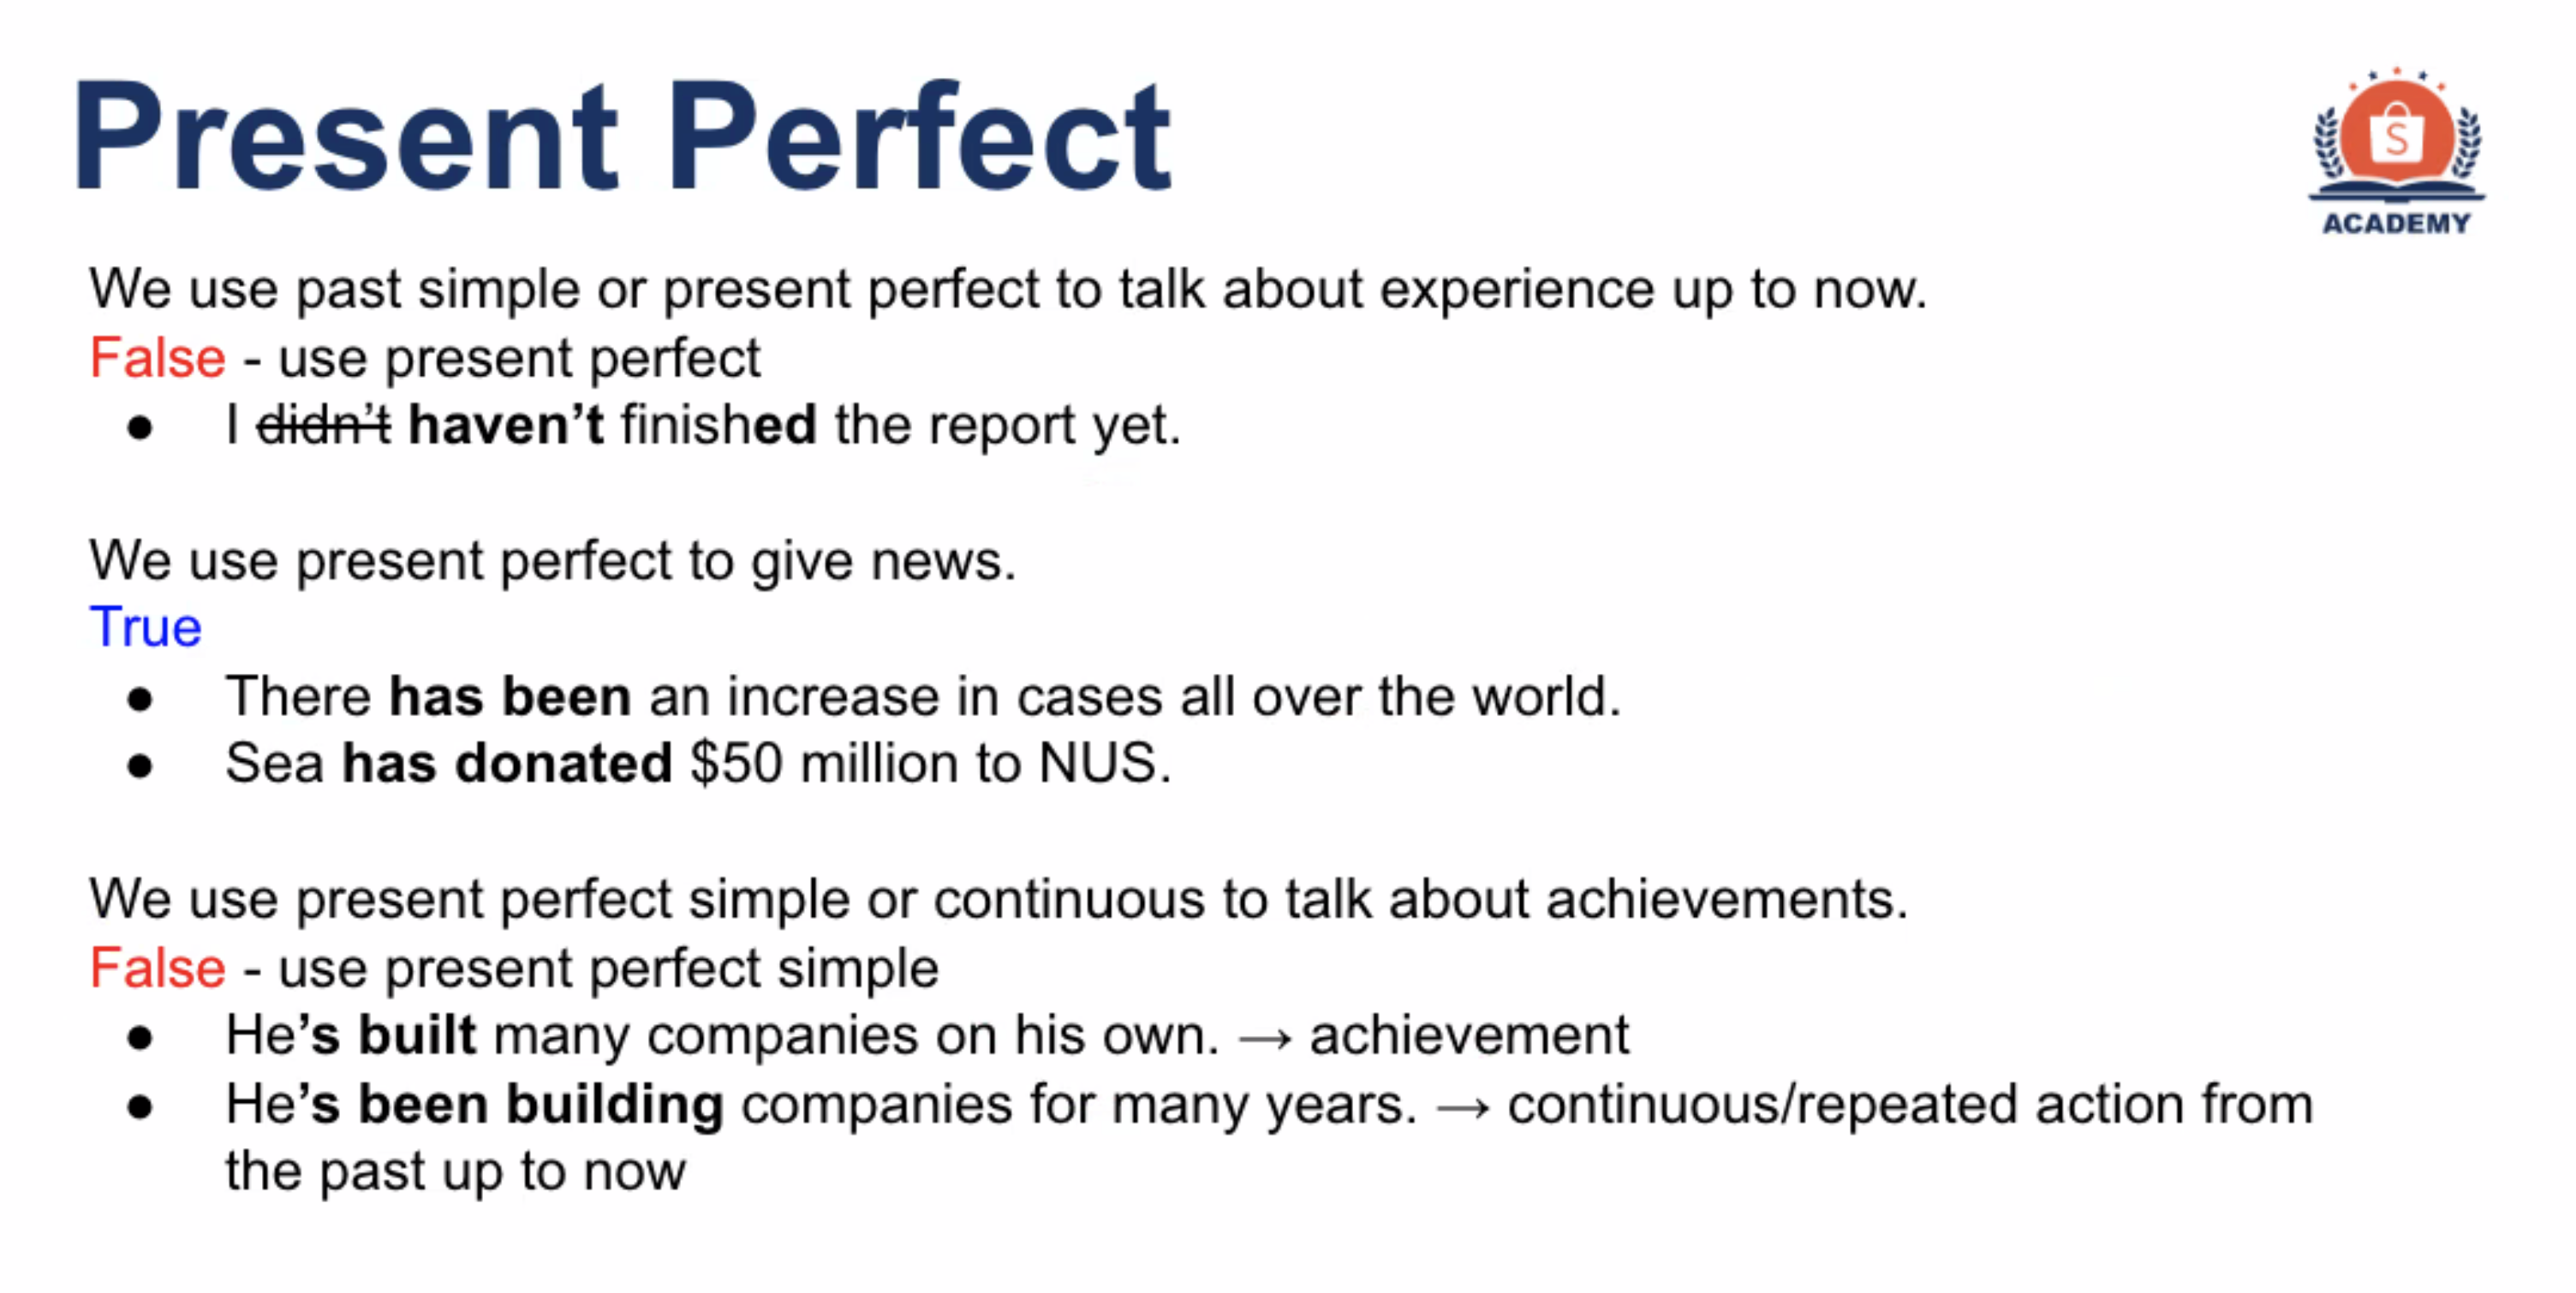 Present Perfect
S
ACADEMY
We use past simple or present perfect to talk about experience up to now.
False - use present perfect
● I didn’t haven’t finished the report yet.
We use present perfect to give news.
True
● There has been an increase in cases all over the world.
● Sea has donated $50 million to NUS.
We use present perfect simple or continuous to talk about achievements.
False - use present perfect simple
● He’s built many companies on his own. → achievement
● He’s been building companies for many years. → continuous/repeated action from
the past up to now